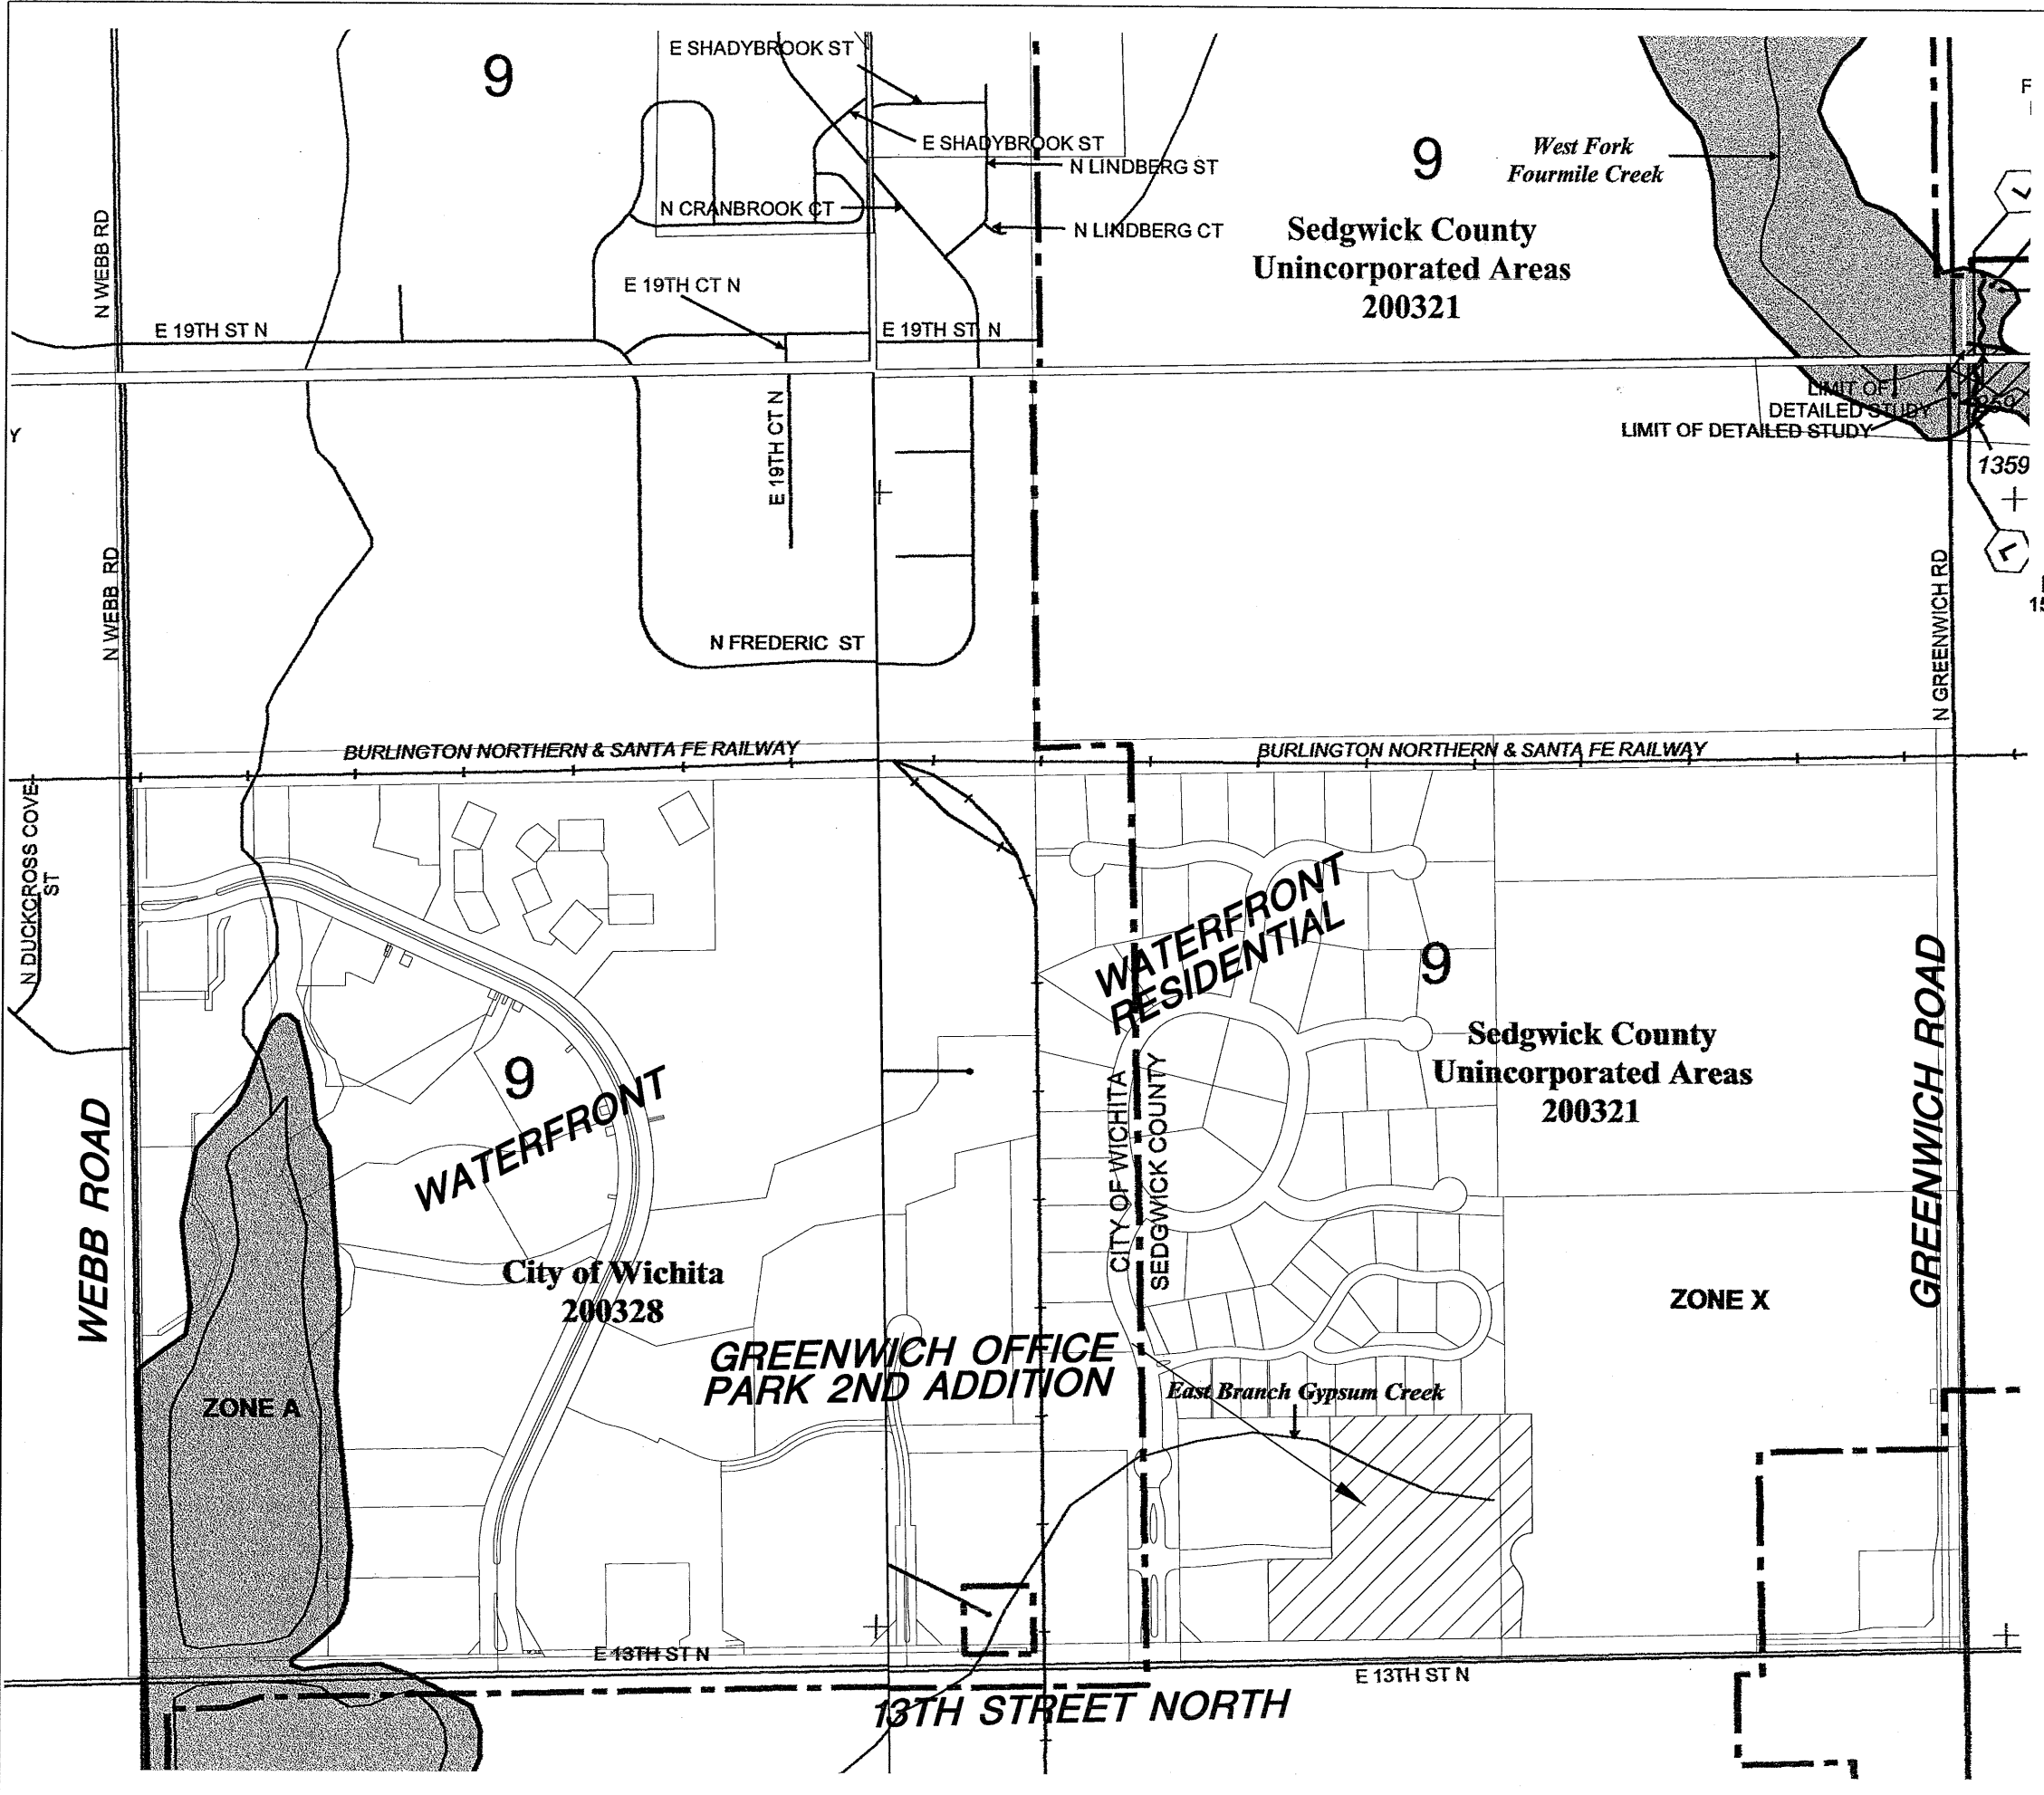 9
E SHADYBROOK ST
E SHADYBROOK ST
N LINDBERG ST
N CRANBROOK CT
N LINDBERG CT
E 19TH CT N
N WEBB RD
E 19TH ST N
E 19TH ST N
9
West Fork
Fourmile Creek
Sedgwick County
Unincorporated Areas
200321
F
L
LIMIT OF
DETAILED STUDY
LIMIT OF DETAILED STUDY
1359
L
15
Y
E 19TH CT N
N WEBB RD
N FREDERIC ST
N GREENWICH RD
BURLINGTON NORTHERN & SANTA FE RAILWAY
BURLINGTON NORTHERN & SANTA FE RAILWAY
N DUCKCROSS COVE
ST
WATERFRONT
RESIDENTIAL
9
Sedgwick County
Unincorporated Areas
200321
9
WATERFRONT
CITY OF WICHITA
SEDGWICK COUNTY
WEBB ROAD
GREENWICH ROAD
City of Wichita
200328
ZONE X
GREENWICH OFFICE
PARK 2ND ADDITION
East Branch Gypsum Creek
ZONE A
E 13TH ST N
E 13TH ST N
13TH STREET NORTH